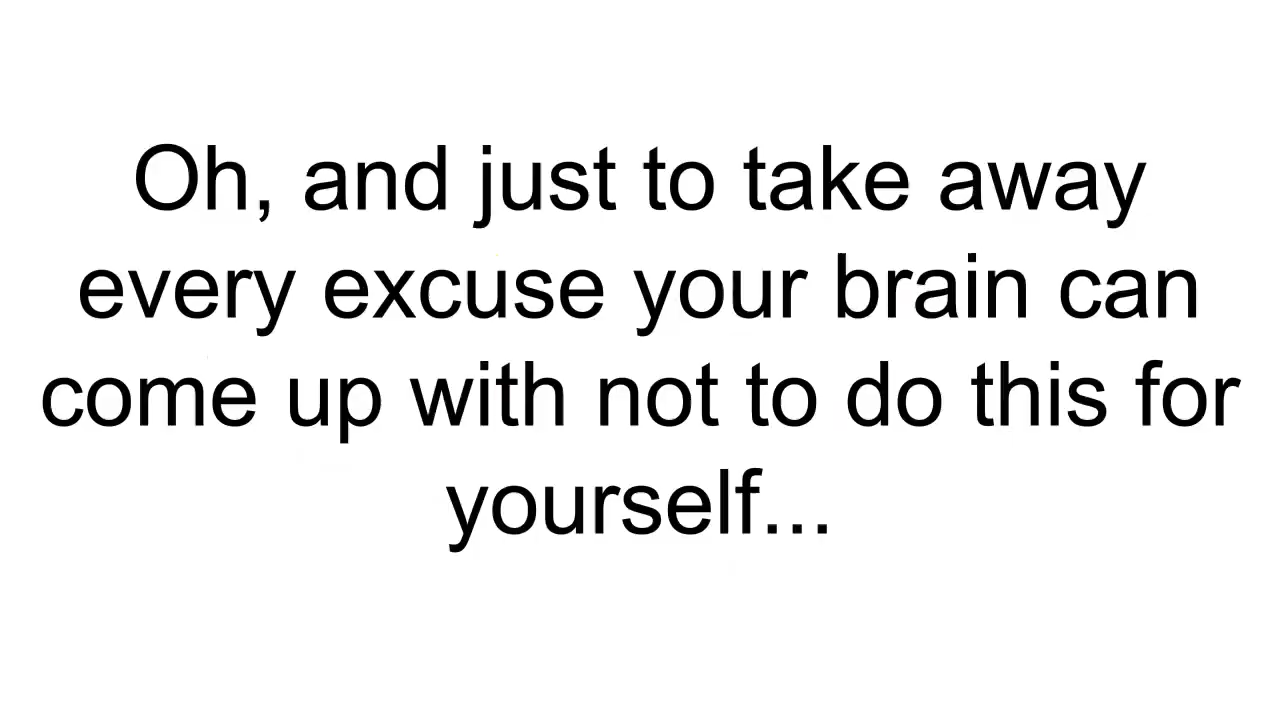 Oh, and just to take away
every excuse your brain can
come up with not to do this for
yourself...